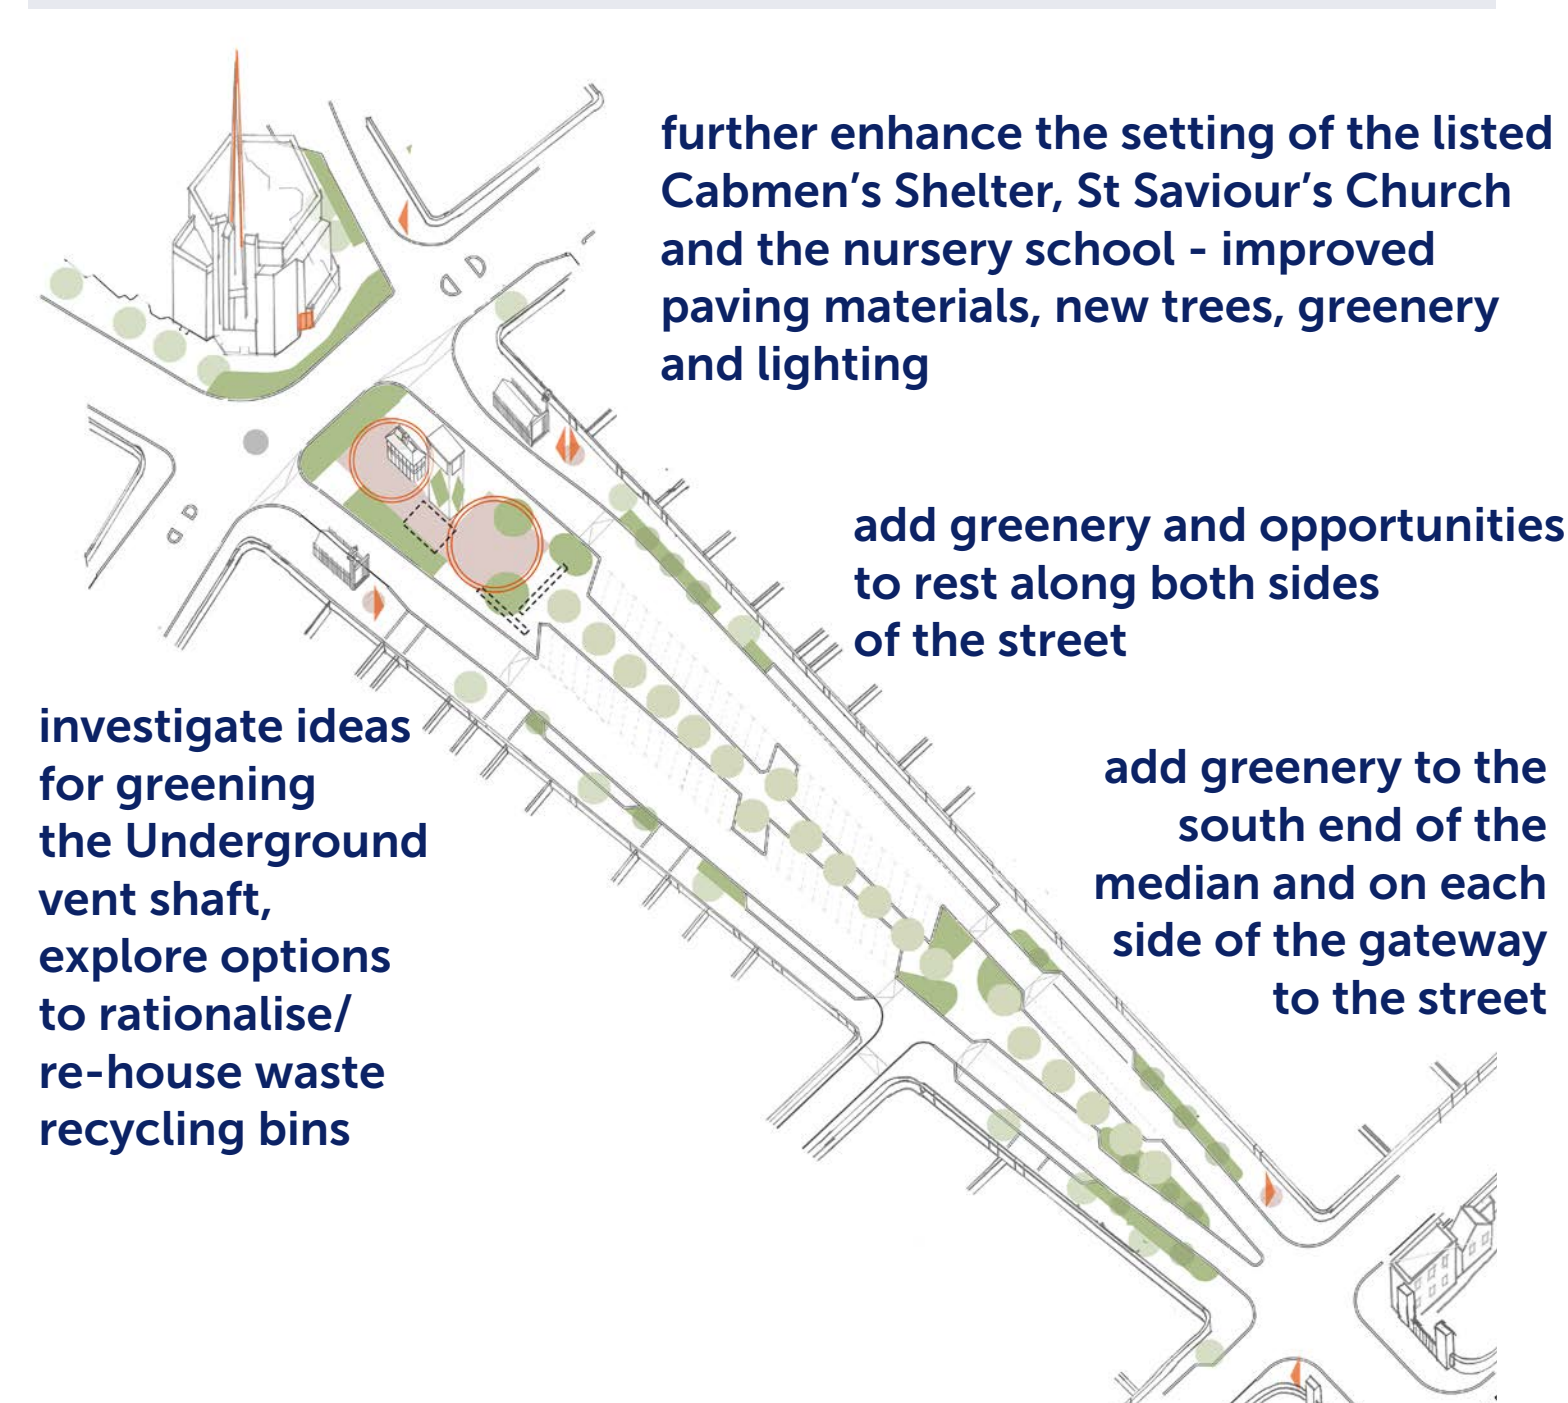 further enhance the setting of the listed
Cabmen’s Shelter, St Saviour’s Church
and the nursery school - improved
paving materials, new trees, greenery
and lighting
add greenery and opportunities
to rest along both sides
of the street
investigate ideas
for greening
the Underground
vent shaft,
explore options
to rationalise/
re-house waste
recycling bins
add greenery to the
south end of the
median and on each
side of the gateway
to the street